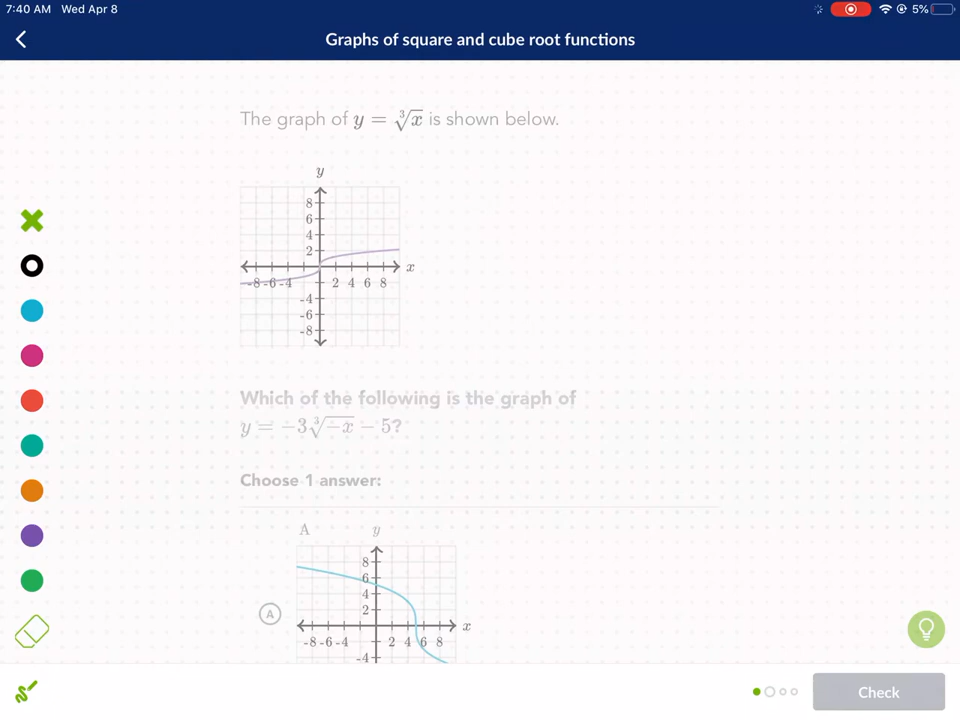 7:40 AM Wed Apr 8 5%
Graphs of square and cube root functions
The graph of y = ∛x is shown below.
y
8
6
4
2
x
-8 -6 -4 2 4 6 8
-4
-6
-8
Which of the following is the graph of
y = −3∛−x − 5?
Choose 1 answer:
A y
8
6
4
2
A
x
-8 -6 -4 2 4 6 8
-4
Check